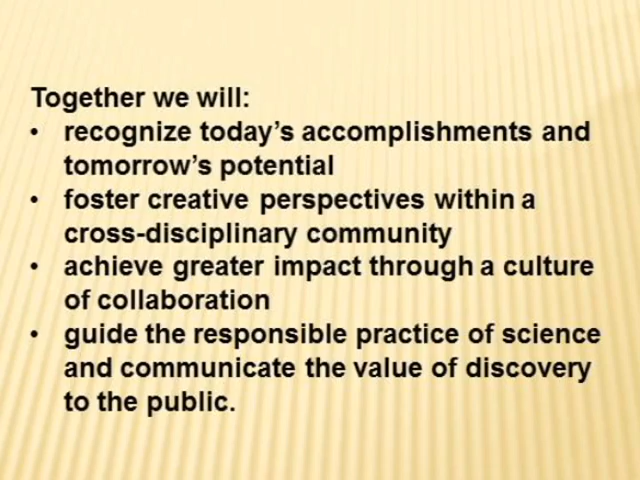 Together we will:
• recognize today’s accomplishments and
tomorrow’s potential
• foster creative perspectives within a
cross-disciplinary community
• achieve greater impact through a culture
of collaboration
• guide the responsible practice of science
and communicate the value of discovery
to the public.